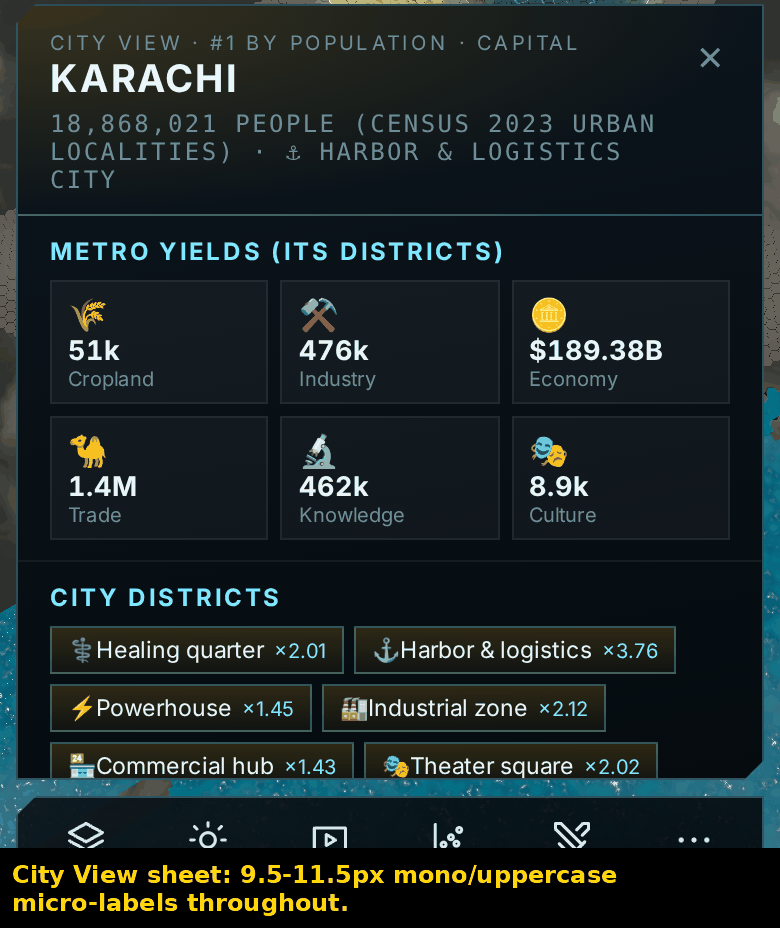 CITY VIEW · #1 BY POPULATION · CAPITAL
KARACHI
18,868,021 PEOPLE (CENSUS 2023 URBAN
LOCALITIES) · ⚓ HARBOR & LOGISTICS
CITY
METRO YIELDS (ITS DISTRICTS)
51k 476k $189.38B
Cropland Industry Economy
1.4M 462k 8.9k
Trade Knowledge Culture
CITY DISTRICTS
Healing quarter ×2.01 Harbor & logistics ×3.76
Powerhouse ×1.45 Industrial zone ×2.12
24
Commercial hub ×1.43 Theater square ×2.02
City View sheet: 9.5-11.5px mono/uppercase
micro-labels throughout.